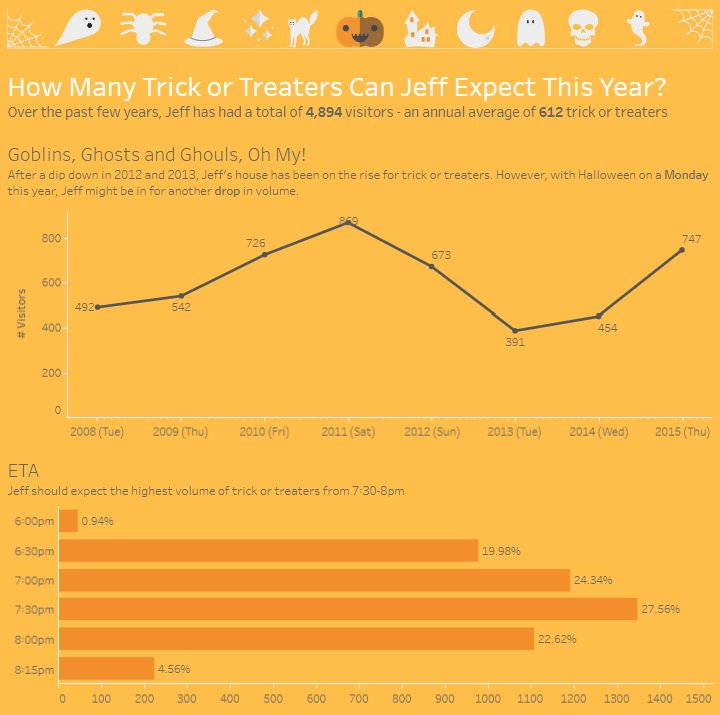 How Many Trick or Treaters Can Jeff Expect This Year?
Over the past few years, Jeff has had a total of 4,894 visitors - an annual average of 612 trick or treaters
Goblins, Ghosts and Ghouls, Oh My!
After a dip down in 2012 and 2013, Jeff's house has been on the rise for trick or treaters. However, with Halloween on a Monday
this year, Jeff might be in for another drop in volume.
# Visitors
800
600
400
200
0
492
542
726
869
673
391
454
747
2008 (Tue)
2009 (Thu)
2010 (Fri)
2011 (Sat)
2012 (Sun)
2013 (Tue)
2014 (Wed)
2015 (Thu)
ETA
Jeff should expect the highest volume of trick or treaters from 7:30-8pm
6:00pm 0.94%
6:30pm 19.98%
7:00pm 24.34%
7:30pm 27.56%
8:00pm 22.62%
8:15pm 4.56%
0 100 200 300 400 500 600 700 800 900 1000 1100 1200 1300 1400 1500